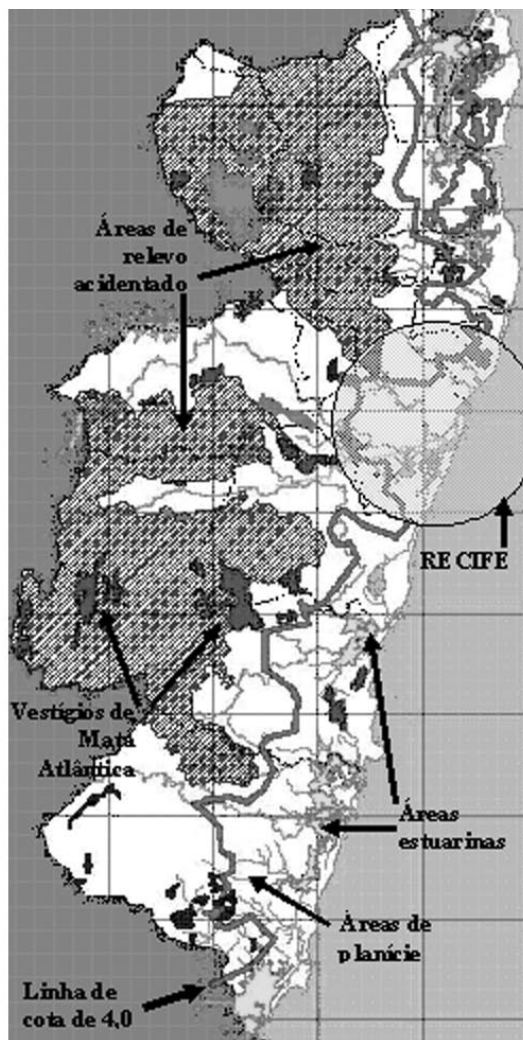 Áreas de
relevo
acidentado
RE CIFE
Vestígios de
Mata
Atlântica
Áreas
estuarinas
Áreas de
planície
Linha de
cota de 4,0